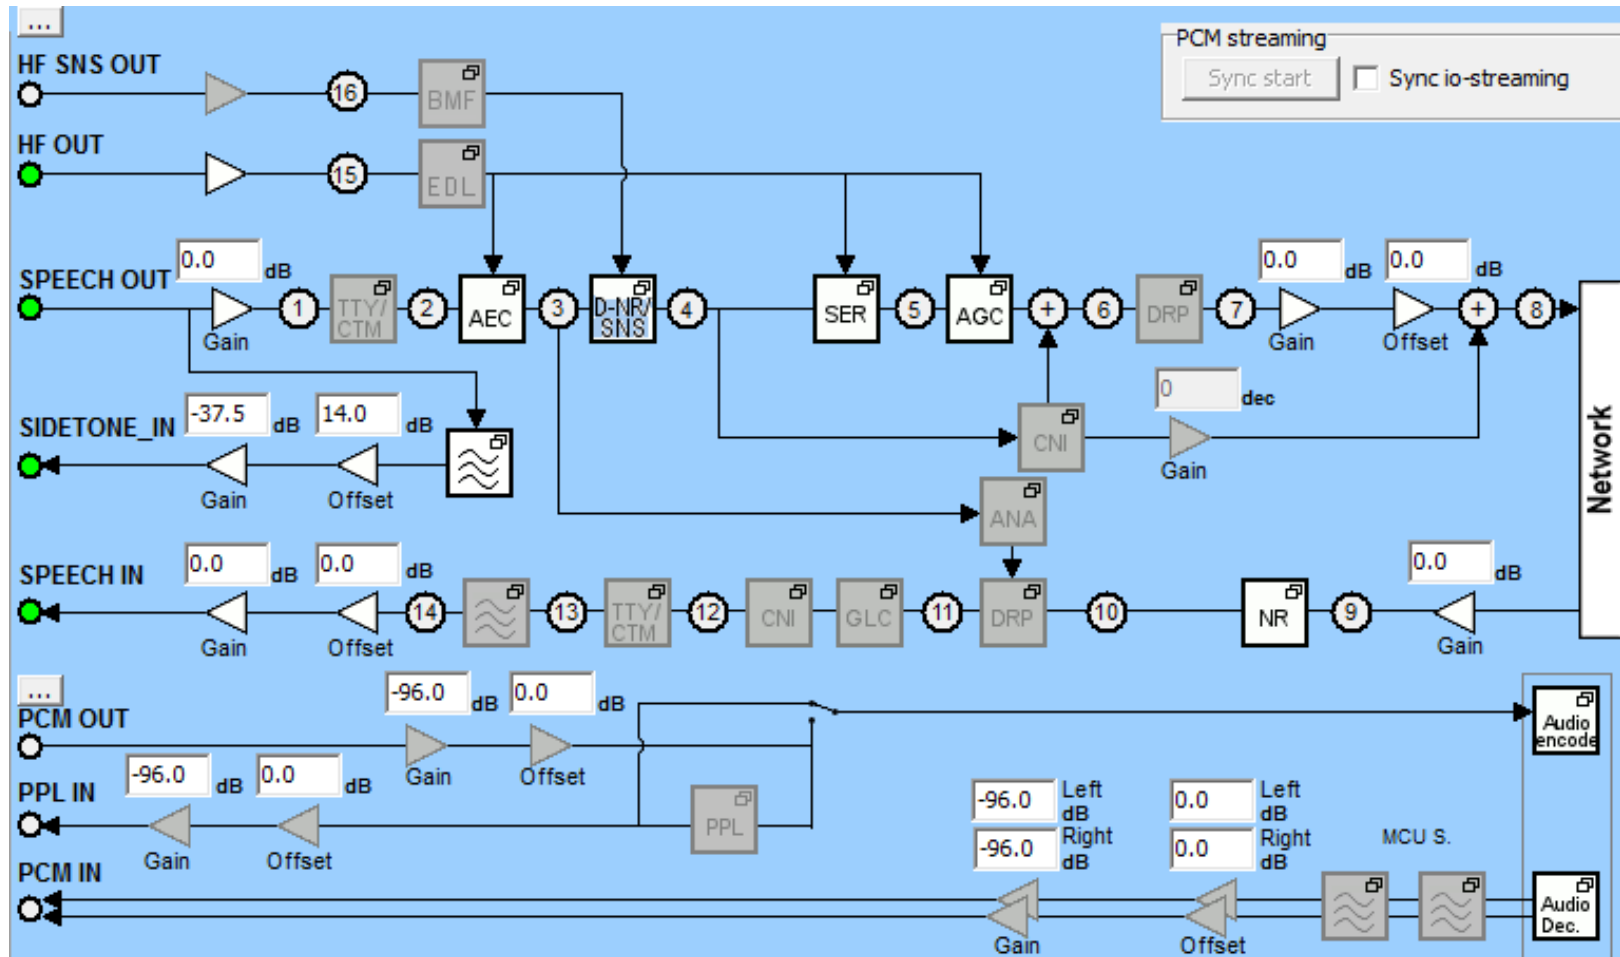 ...
PCM streaming
Sync start
Sync io-streaming
HF SNS OUT
16
BMF
HF OUT
15
EDL
0.0
dB
0.0
dB
0.0
dB
SPEECH OUT
1
TTY/
CTM
2
AEC
3
D-NR/
SNS
4
SER
5
AGC
+
6
DRP
7
+
8
Gain
Gain
Offset
Network
-37.5
dB
14.0
dB
0
dec
SIDETONE_IN
CNI
Gain
Offset
Gain
ANA
0.0
dB
0.0
dB
0.0
dB
SPEECH IN
14
13
TTY/
CTM
12
CNI
GLC
11
DRP
10
NR
9
Gain
Offset
Gain
...
-96.0
dB
0.0
dB
PCM OUT
Audio
encode
Gain
Offset
-96.0
dB
0.0
dB
PPL IN
PPL
Gain
Offset
-96.0
Left
dB
0.0
Left
dB
-96.0
Right
dB
0.0
Right
dB
MCU S.
PCM IN
Audio
Dec.
Gain
Offset